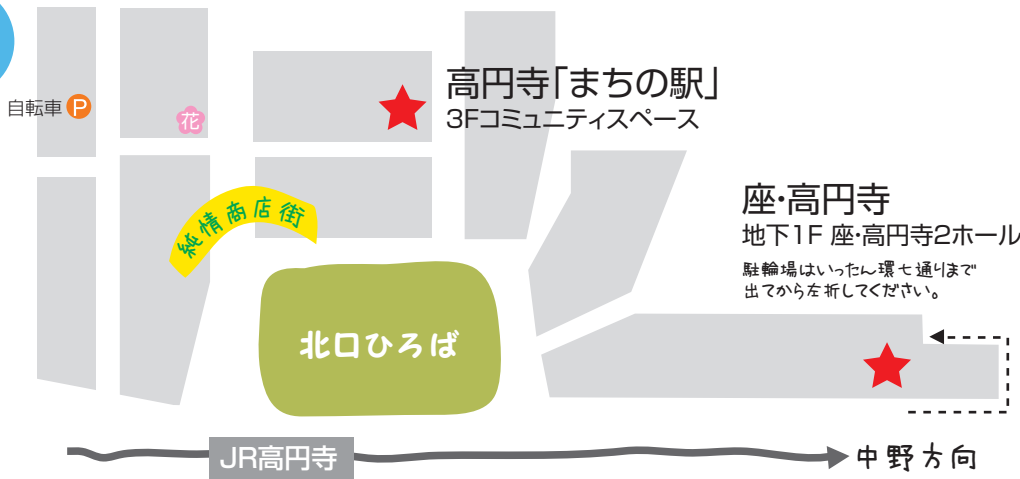 自転車 P
花
高円寺「まちの駅」
3Fコミュニティスペース
純情商店街
座・高円寺
地下1F 座・高円寺2ホール
駐輪場はいったん環七通りまで
出てから左折してください。
北口ひろば
JR高円寺
中野方向